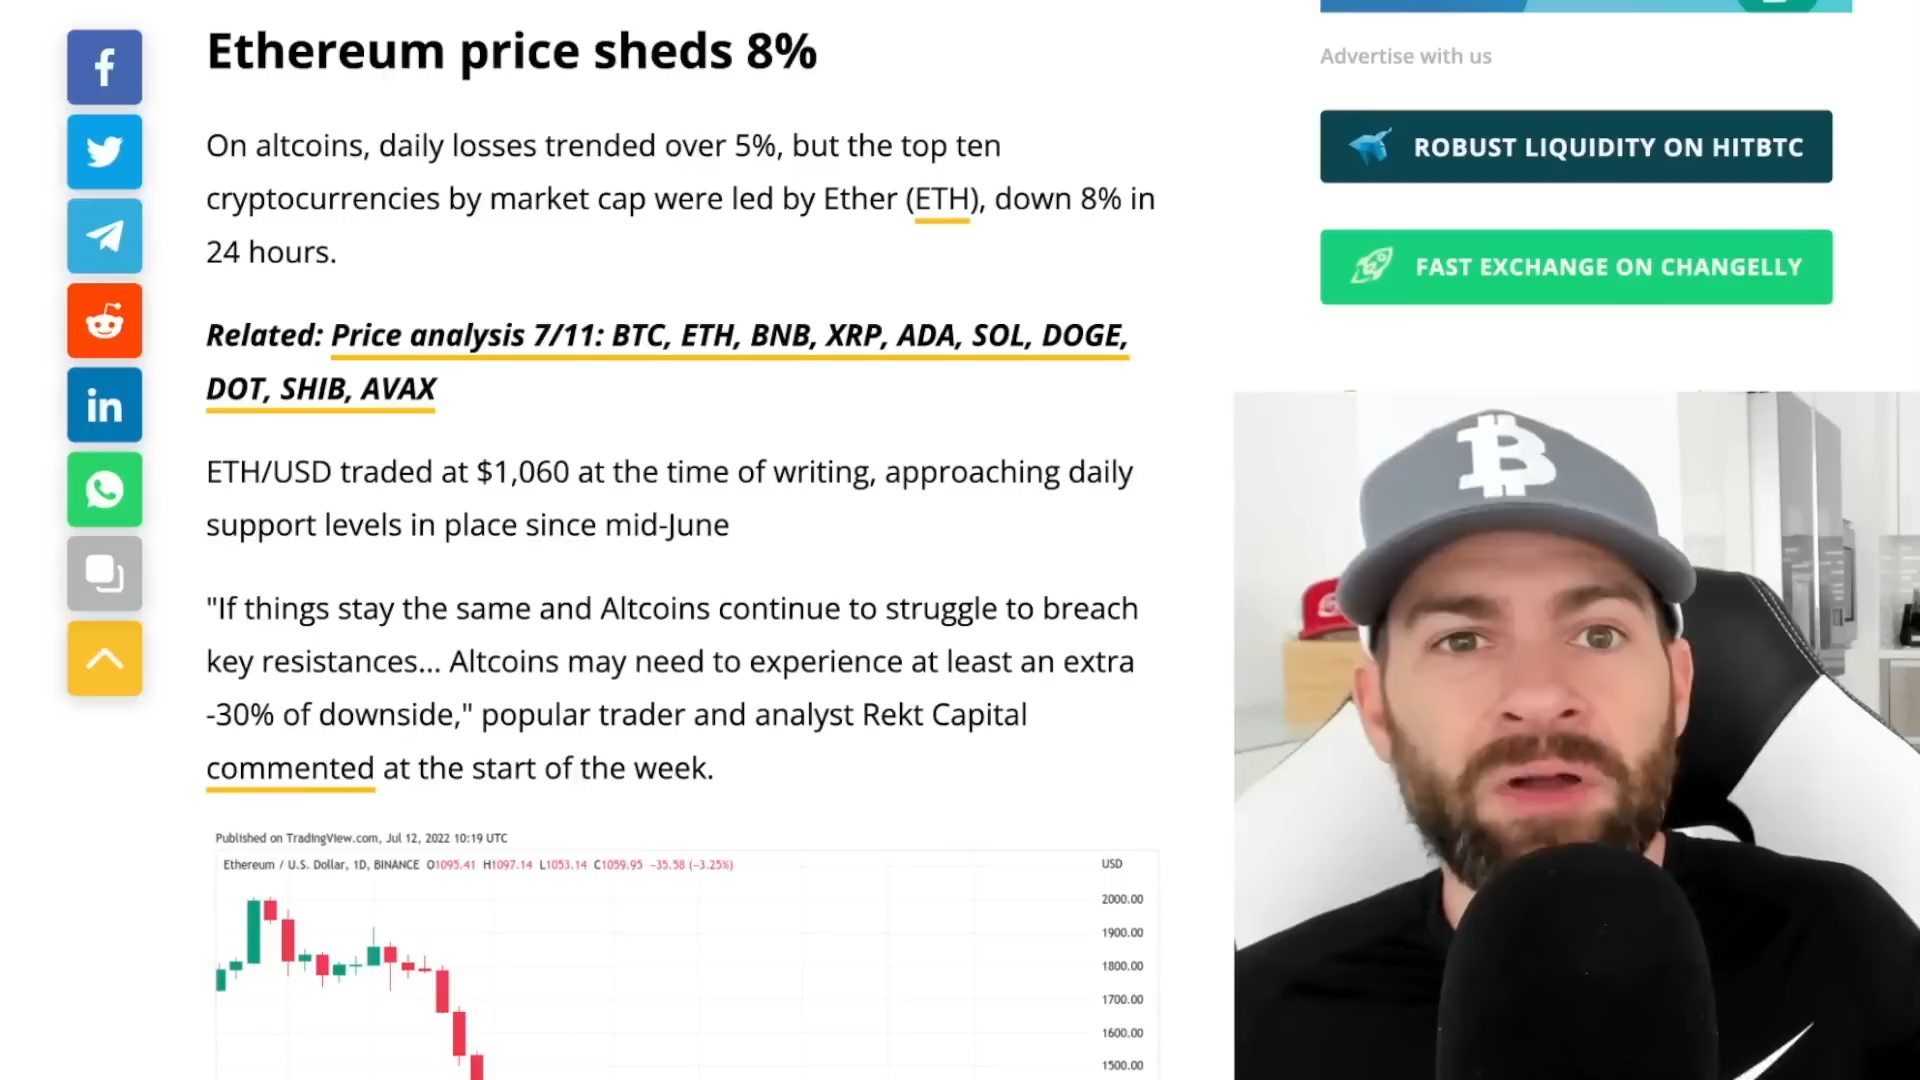 Ethereum price sheds 8%
On altcoins, daily losses trended over 5%, but the top ten
cryptocurrencies by market cap were led by Ether (ETH), down 8% in
24 hours.
Related: Price analysis 7/11: BTC, ETH, BNB, XRP, ADA, SOL, DOGE,
DOT, SHIB, AVAX
ETH/USD traded at $1,060 at the time of writing, approaching daily
support levels in place since mid-June
"If things stay the same and Altcoins continue to struggle to breach
key resistances... Altcoins may need to experience at least an extra
-30% of downside," popular trader and analyst Rekt Capital
commented at the start of the week.
Published on TradingView.com, Jul 12, 2022 10:19 UTC
Ethereum / U.S. Dollar, 1D, BINANCE O1095.41 H1097.14 L1053.14 C1059.95 −35.58 (−3.25%)
USD
2000.00
1900.00
1800.00
1700.00
1600.00
1500.00
Advertise with us
ROBUST LIQUIDITY ON HITBTC
FAST EXCHANGE ON CHANGELLY